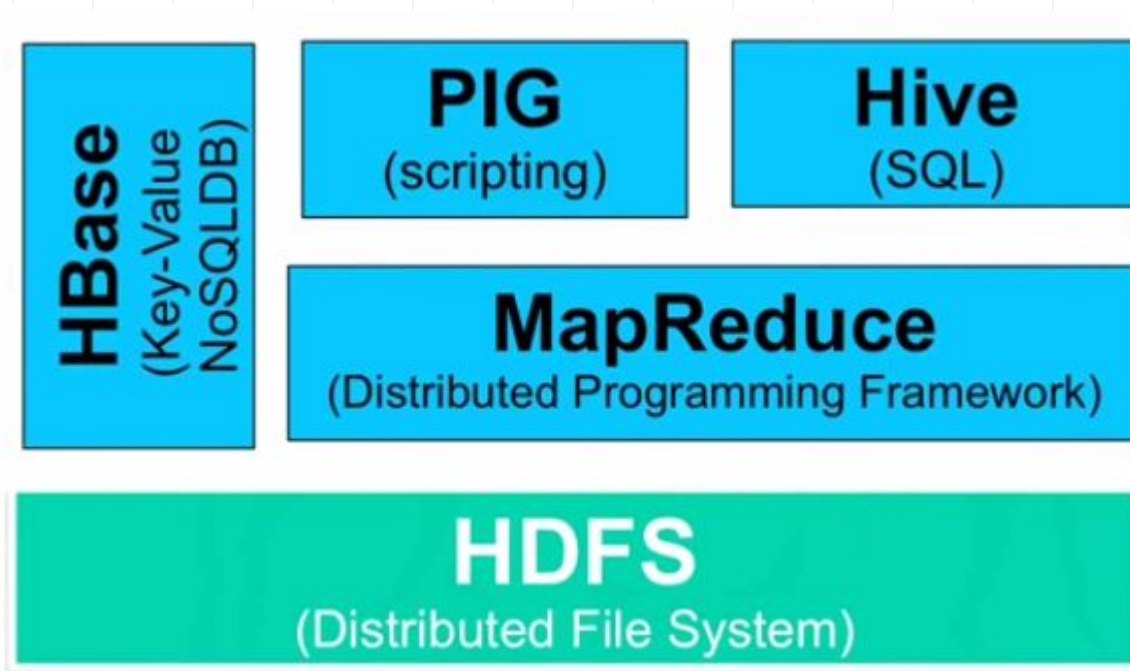 HBase
(Key-Value
NoSQLDB)
PIG
(scripting)
Hive
(SQL)
MapReduce
(Distributed Programming Framework)
HDFS
(Distributed File System)